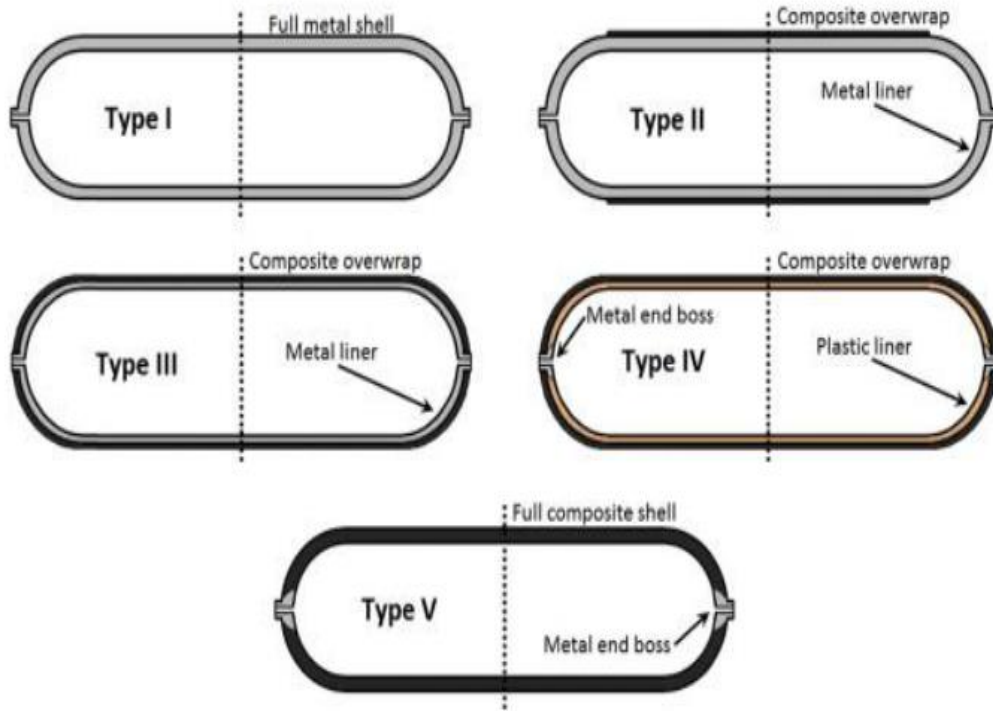 Full metal shell
Type I
Composite overwrap
Metal liner
Type II
Composite overwrap
Metal liner
Type III
Composite overwrap
Metal end boss
Plastic liner
Type IV
Full composite shell
Type V
Metal end boss